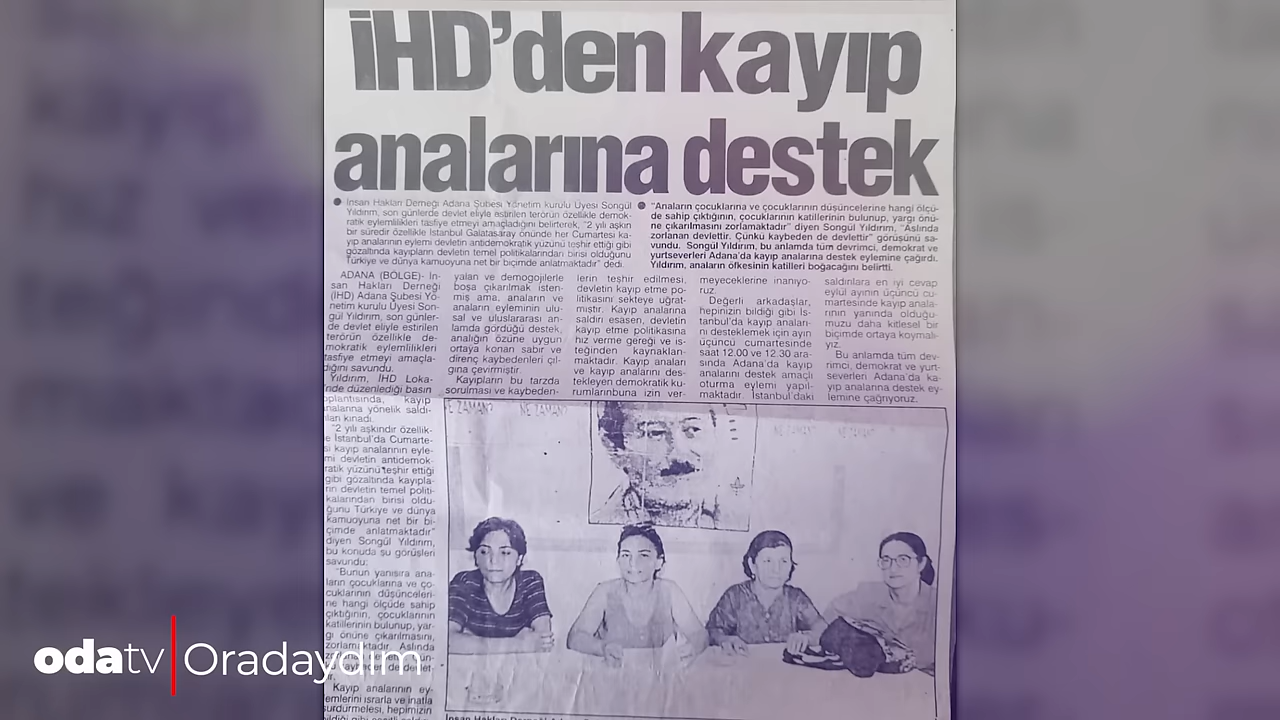 İHD'den kayıp
analarına destek
● İnsan Hakları Derneği Adana Şubesi Yönetim kurulu Üyesi Songül
Yıldırım, son günlerde devlet eliyle estirilen terörün özellikle demok-
ratik eylemlilikleri tasfiye etmeyi amaçladığını belirterek, "2 yılı aşkın
bir süredir özellikle İstanbul Galatasaray önünde her Cumartesi ka-
yıp analarının eylemi devletin antidemokratik yüzünü teşhir ettiği gibi
gözaltında kayıpların devletin temel politikalarından birisi olduğunu
Türkiye ve dünya kamuoyuna net bir biçimde anlatmaktadır" dedi.
● "Anaların çocuklarına ve çocuklarının düşüncelerine hangi ölçü-
de sahip çıktığının, çocuklarının katillerinin bulunup, yargı önü-
ne çıkarılmasını zorlamaktadır" diyen Songül Yıldırım, "Aslında
zorlanan devlettir. Çünkü kaybeden de devlettir" görüşünü sa-
vundu. Songül Yıldırım, bu anlamda tüm devrimci, demokrat ve
yurtseverleri Adana'da kayıp analarına destek eylemine çağırdı.
Yıldırım, anaların öfkesinin katilleri boğacağını belirtti.
ADANA (BÖLGE)- İn-
san Hakları Derneği
(İHD) Adana Şubesi Yö-
netim kurulu Üyesi Son-
gül Yıldırım, son günler-
de devlet eliyle estirilen
terörün özellikle de-
mokratik eylemlilikleri
tasfiye etmeyi amaçla-
dığını savundu.
Yıldırım, İHD Loka-
nde düzenlediği basın
oplantısında, kayıp
nalarına yönelik saldı-
ıları kınadı.
"2 yılı aşkındır özellik-
e İstanbul'da Cumarte-
si kayıp analarının eyle-
mi devletin antidemok-
ratik yüzünü teşhir ettiği
gibi gözaltında kayıpla-
rın devletin temel politi-
kalarından birisi oldu-
ğunu Türkiye ve dünya
kamuoyuna net bir bi-
çimde anlatmaktadır"
diyen Songül Yıldırım,
bu konuda şu görüşleri
savundu:
"Bunun yanısıra ana-
ların çocuklarına ve ço-
cuklarının düşünceleri-
ne hangi ölçüde sahip
çıktığının, çocuklarının
katillerinin bulunup, yar-
gı önüne çıkarılmasını,
zorlamaktadır. Aslında
Kayıp analarının ey-
emlerini ısrarla ve inatla
sürdürmelesi, hepimizin
yalan ve demogojilerle
boşa çıkarılmak isten-
miş ama, anaların ve
anaların eyleminin ulu-
sal ve uluslararası an-
lamda gördüğü destek,
analığın özüne uygun
ortaya konan sabır ve
direnç kaybedenleri çıl-
gına çevirmiştir.
Kayıpların bu tarzda
sorulması ve kaybeden-
lerin teşhir edilmesi,
devletin kayıp etme po-
litikasını sekteye uğrat-
mıştır. Kayıp analarına
saldırı esasen, devletin
kayıp etme politikasına
hız verme gereği ve is-
teğinden kaynaklan-
maktadır. Kayıp anaları
ve kayıp analarını des-
tekleyen demokratik ku-
rumlarınbuna izin ver-
meyeceklerine inanıyo-
ruz.
Değerli arkadaşlar,
hepinizin bildiği gibi İs-
tanbul'da kayıp anaları-
nı desteklemek için ayın
üçüncü cumartesinde
saat 12.00 ve 12.30 ara-
sında Adana'da kayıp
analarını destek amaçlı
oturma eylemi yapıl-
maktadır. İstanbul'daki
saldırılara en iyi cevap
eylül ayının üçüncü cu-
martesinde kayıp anala-
rının yanında olduğu-
muzu daha kitlesel bir
biçimde ortaya koymalı-
yız.
Bu anlamda tüm dev-
rimci, demokrat ve yurt-
severleri Adana'da ka-
yıp analarına destek ey-
lemine çağrıyoruz.
E ZAMAN? NE ZAMAN? NE ZAMAN? NE ZAMAN?
odatv Oradaydım